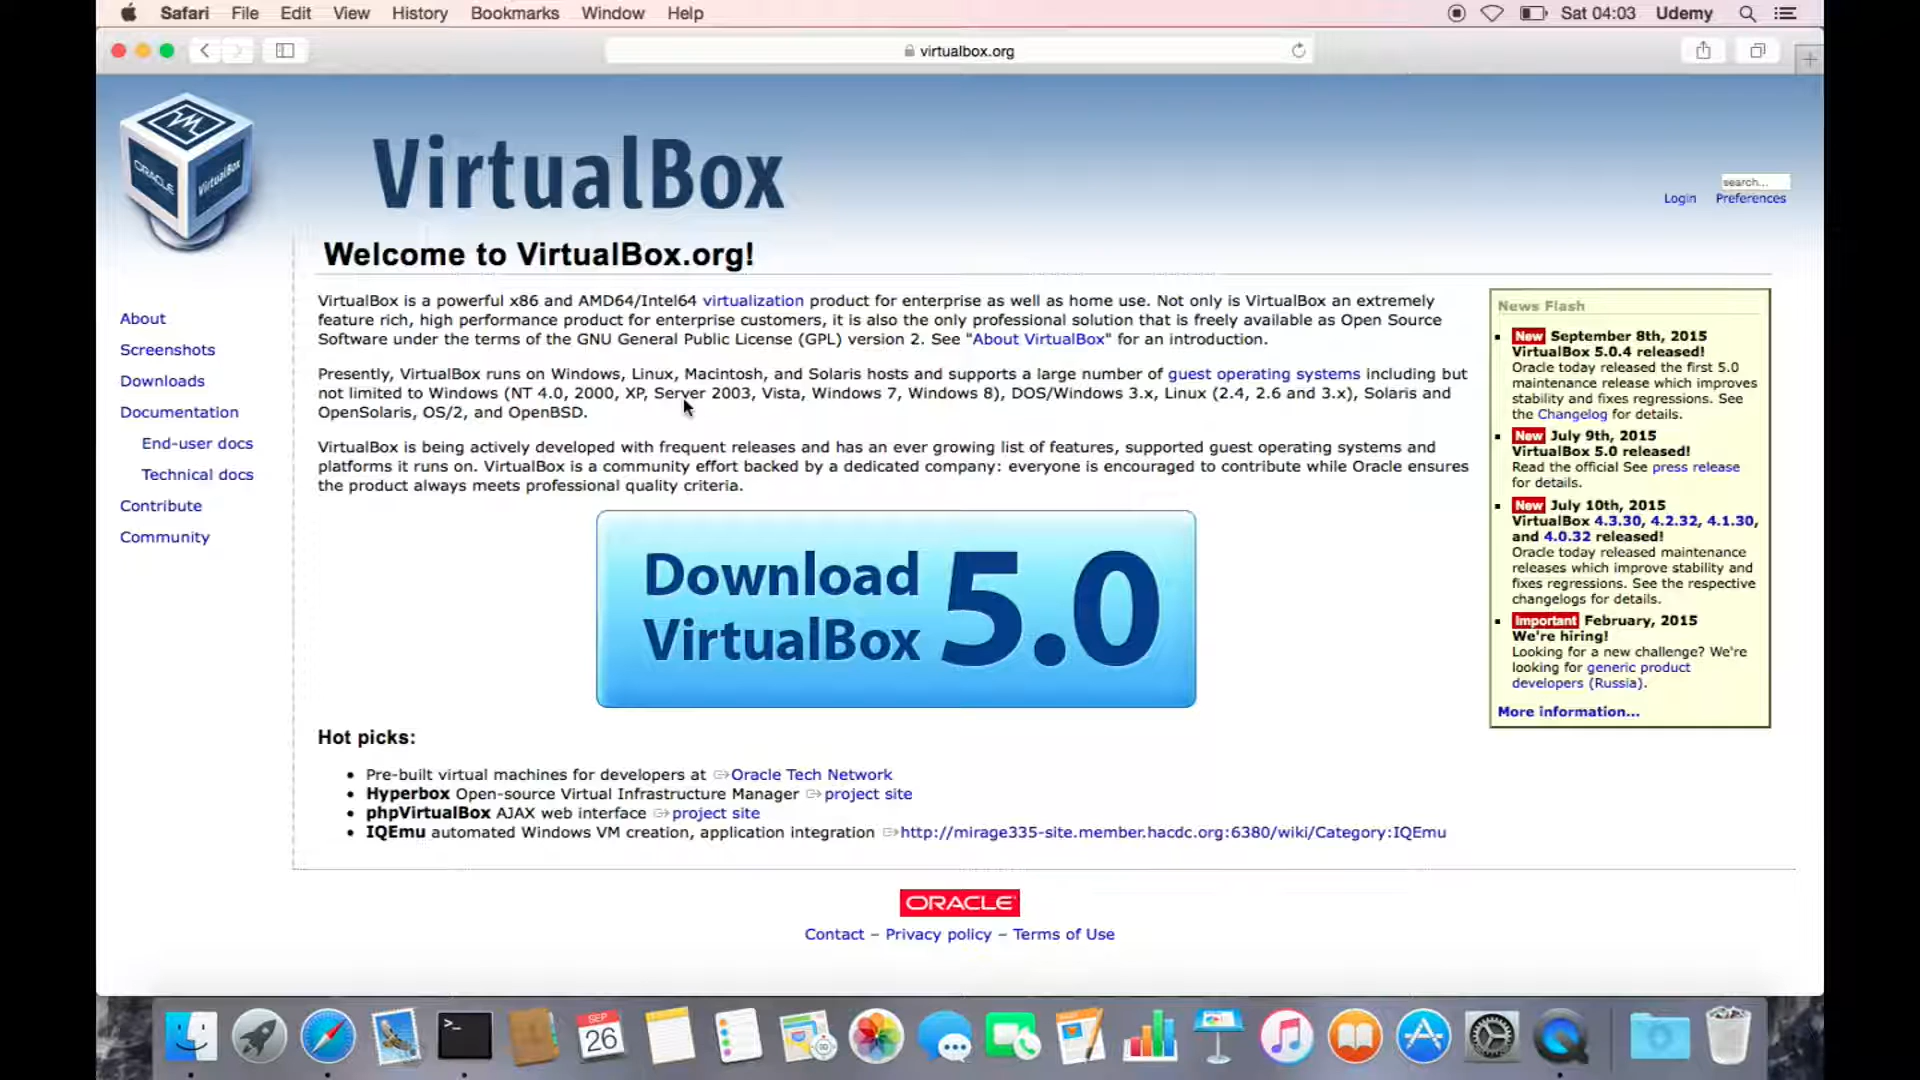 Safari File Edit View History Bookmarks Window Help
Sat 04:03 Udemy
virtualbox.org
ORACLE
VirtualBox
VirtualBox
search...
Login Preferences
Welcome to VirtualBox.org!
About
Screenshots
Downloads
Documentation
End-user docs
Technical docs
Contribute
Community
VirtualBox is a powerful x86 and AMD64/Intel64 virtualization product for enterprise as well as home use. Not only is VirtualBox an extremely
feature rich, high performance product for enterprise customers, it is also the only professional solution that is freely available as Open Source
Software under the terms of the GNU General Public License (GPL) version 2. See "About VirtualBox" for an introduction.
Presently, VirtualBox runs on Windows, Linux, Macintosh, and Solaris hosts and supports a large number of guest operating systems including but
not limited to Windows (NT 4.0, 2000, XP, Server 2003, Vista, Windows 7, Windows 8), DOS/Windows 3.x, Linux (2.4, 2.6 and 3.x), Solaris and
OpenSolaris, OS/2, and OpenBSD.
VirtualBox is being actively developed with frequent releases and has an ever growing list of features, supported guest operating systems and
platforms it runs on. VirtualBox is a community effort backed by a dedicated company: everyone is encouraged to contribute while Oracle ensures
the product always meets professional quality criteria.
Download
VirtualBox
5.0
Hot picks:
Pre-built virtual machines for developers at Oracle Tech Network
Hyperbox Open-source Virtual Infrastructure Manager project site
phpVirtualBox AJAX web interface project site
IQEmu automated Windows VM creation, application integration http://mirage335-site.member.hacdc.org:6380/wiki/Category:IQEmu
News Flash
New September 8th, 2015
VirtualBox 5.0.4 released!
Oracle today released the first 5.0
maintenance release which improves
stability and fixes regressions. See
the Changelog for details.
New July 9th, 2015
VirtualBox 5.0 released!
Read the official See press release
for details.
New July 10th, 2015
VirtualBox 4.3.30, 4.2.32, 4.1.30,
and 4.0.32 released!
Oracle today released maintenance
releases which improve stability and
fixes regressions. See the respective
changelogs for details.
Important February, 2015
We're hiring!
Looking for a new challenge? We're
looking for generic product
developers (Russia).
More information...
ORACLE
Contact – Privacy policy – Terms of Use
SEP
26